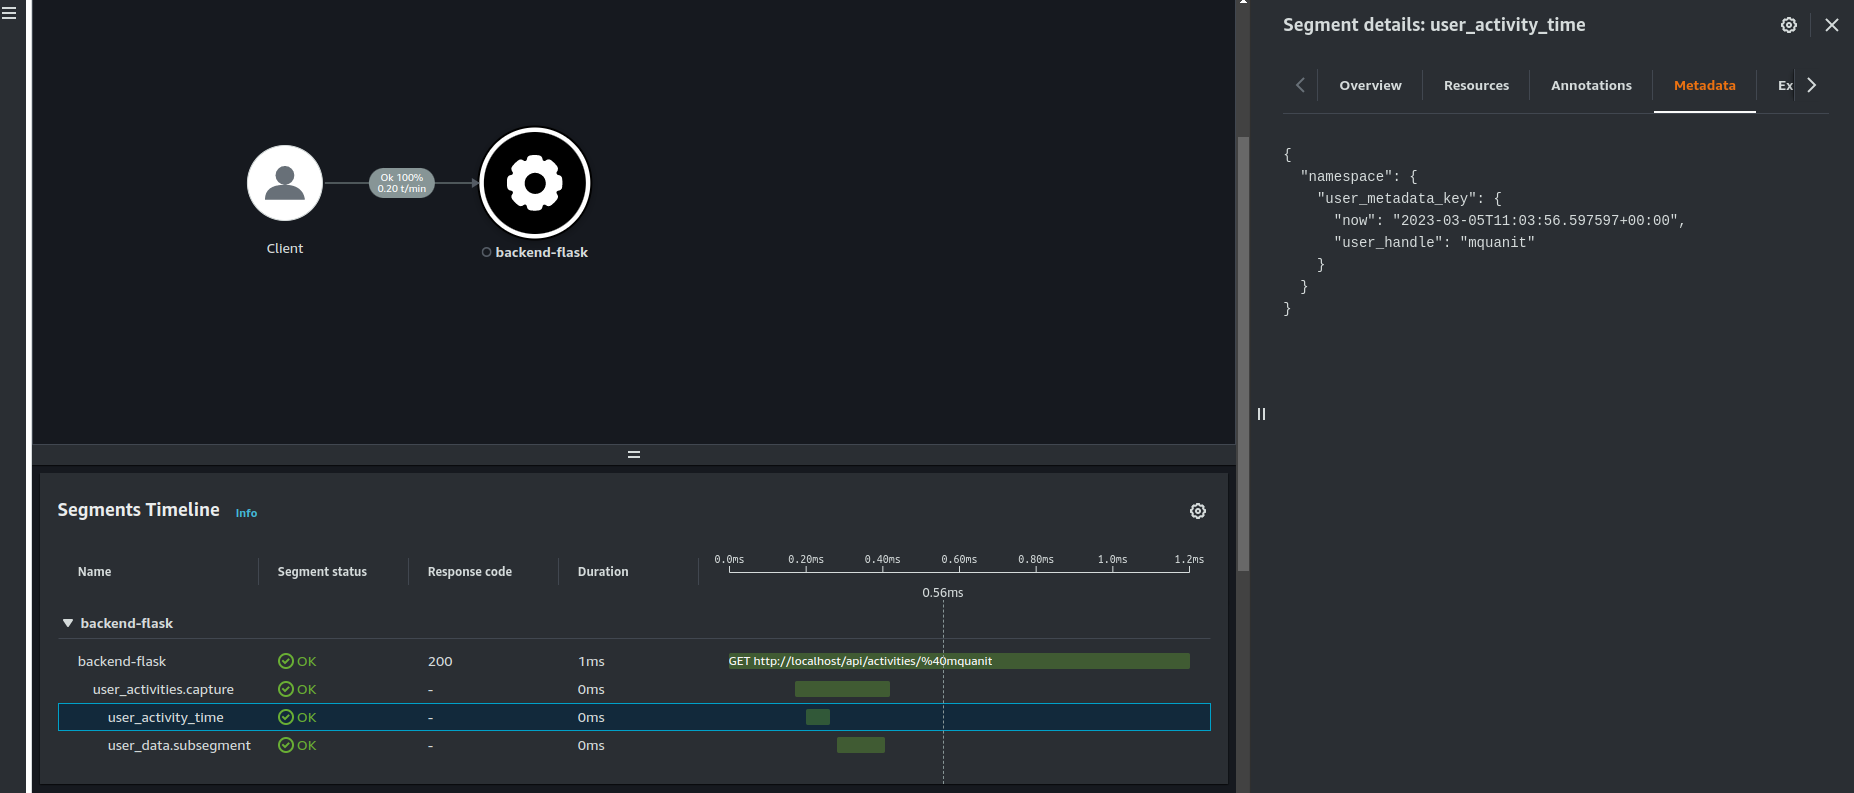 Ok 100%
0.20 t/min
Client
backend-flask
Segments Timeline Info
Name Segment status Response code Duration 0.0ms 0.20ms 0.40ms 0.60ms 0.80ms 1.0ms 1.2ms
0.56ms
backend-flask
backend-flask OK 200 1ms GET http://localhost/api/activities/%40mquanit
user_activities.capture OK - 0ms
user_activity_time OK - 0ms
user_data.subsegment OK - 0ms
Segment details: user_activity_time
Overview Resources Annotations Metadata Ex
{
"namespace": {
"user_metadata_key": {
"now": "2023-03-05T11:03:56.597597+00:00",
"user_handle": "mquanit"
}
}
}